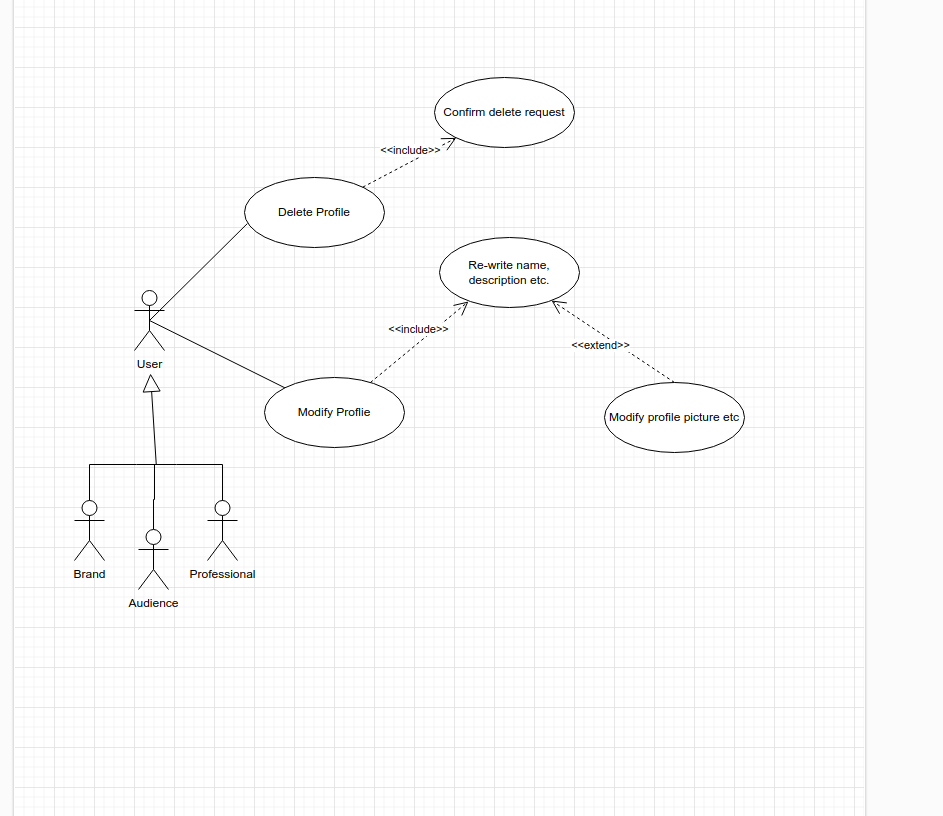 Confirm delete request
<<include>>
Delete Profile
Re-write name,
description etc.
<<include>>
<<extend>>
User
Modify Proflie
Modify profile picture etc
Brand
Professional
Audience